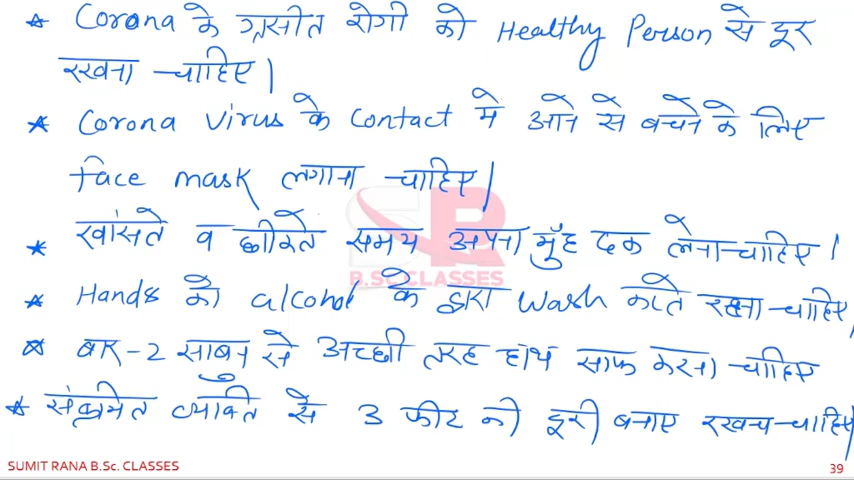 * Corona के ग्रसीत रोगी को Healthy Person से दूर
रखना चाहिए।
* Corona virus के contact में आने से बचने के लिए
face mask लगाना चाहिए।
* खांसते व छीकते समय अपना मुँह ढक लेना चाहिए।
* Hands को alcohol के द्वारा wash करते रहना चाहिए,
* बार-2 साबुन से अच्छी तरह हाथ साफ करना चाहिए
* संक्रमित व्यक्ति से 3 फीट की दूरी बनाए रखना चाहिए
SR
B.SC CLASSES
SUMIT RANA B.Sc. CLASSES
39